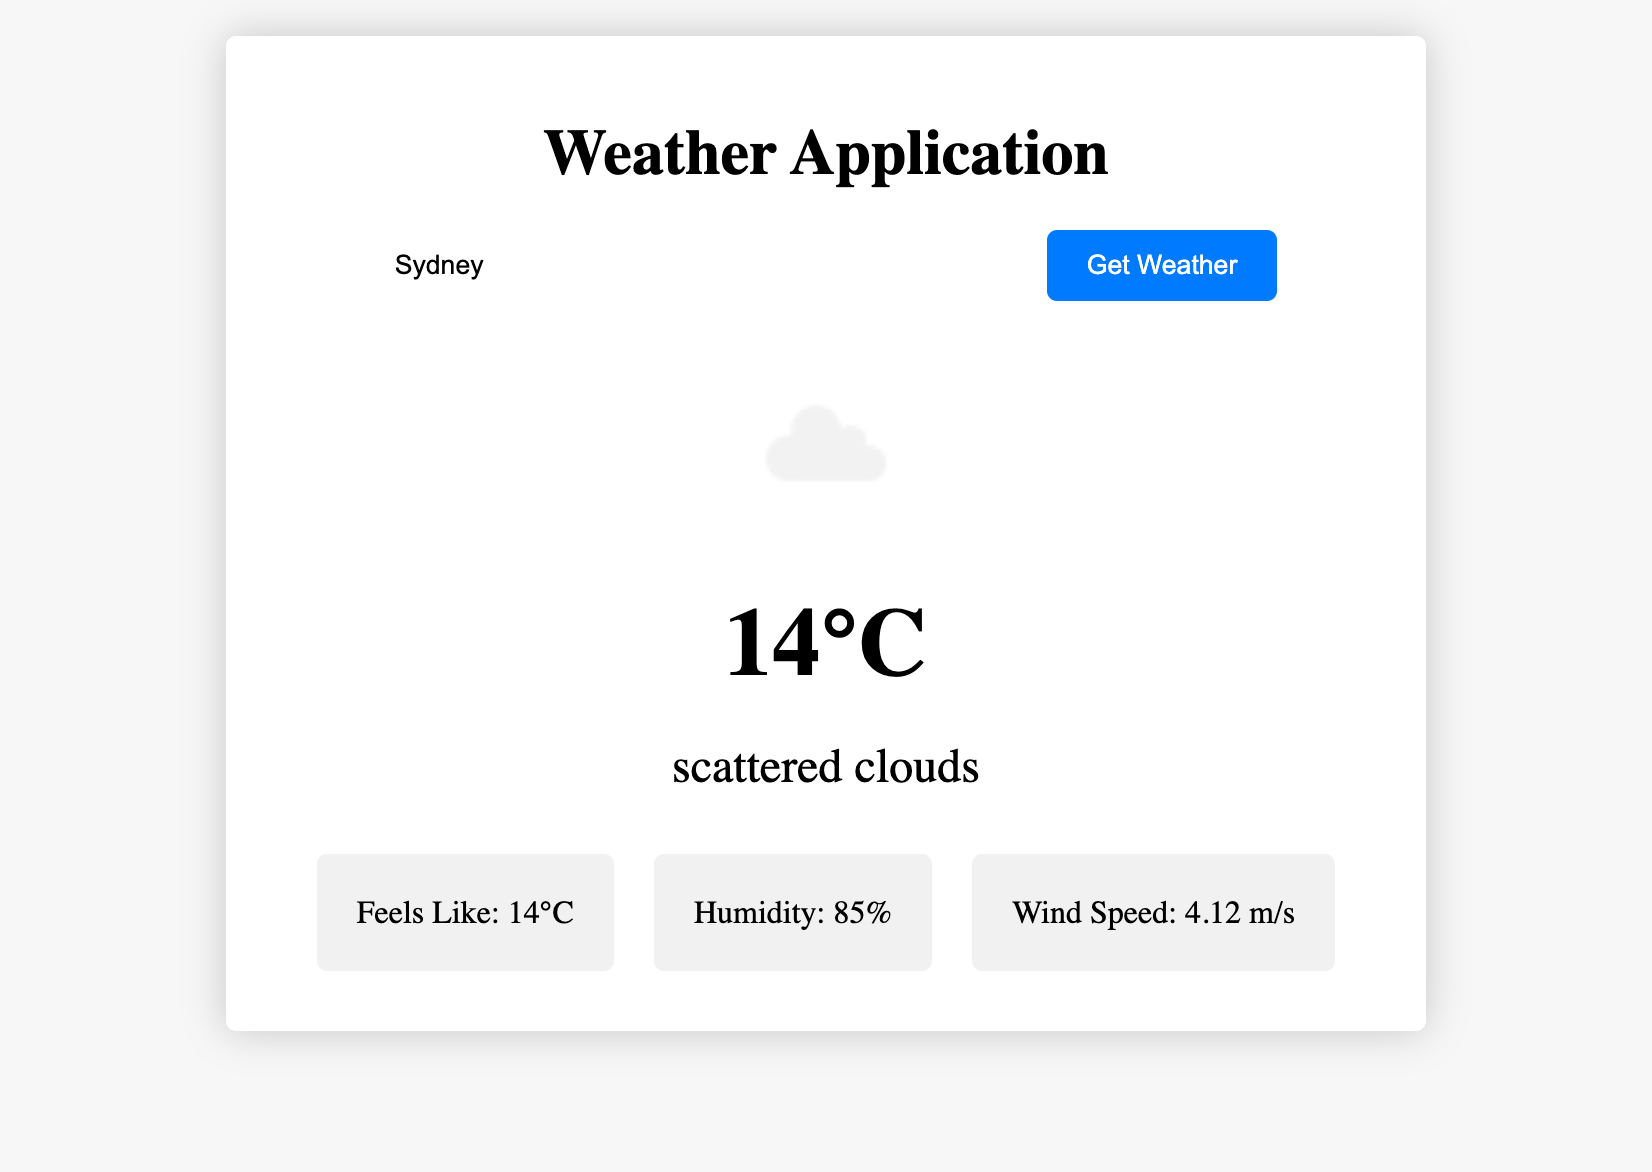 Weather Application
Sydney
Get Weather
14°C
scattered clouds
Feels Like: 14°C
Humidity: 85%
Wind Speed: 4.12 m/s